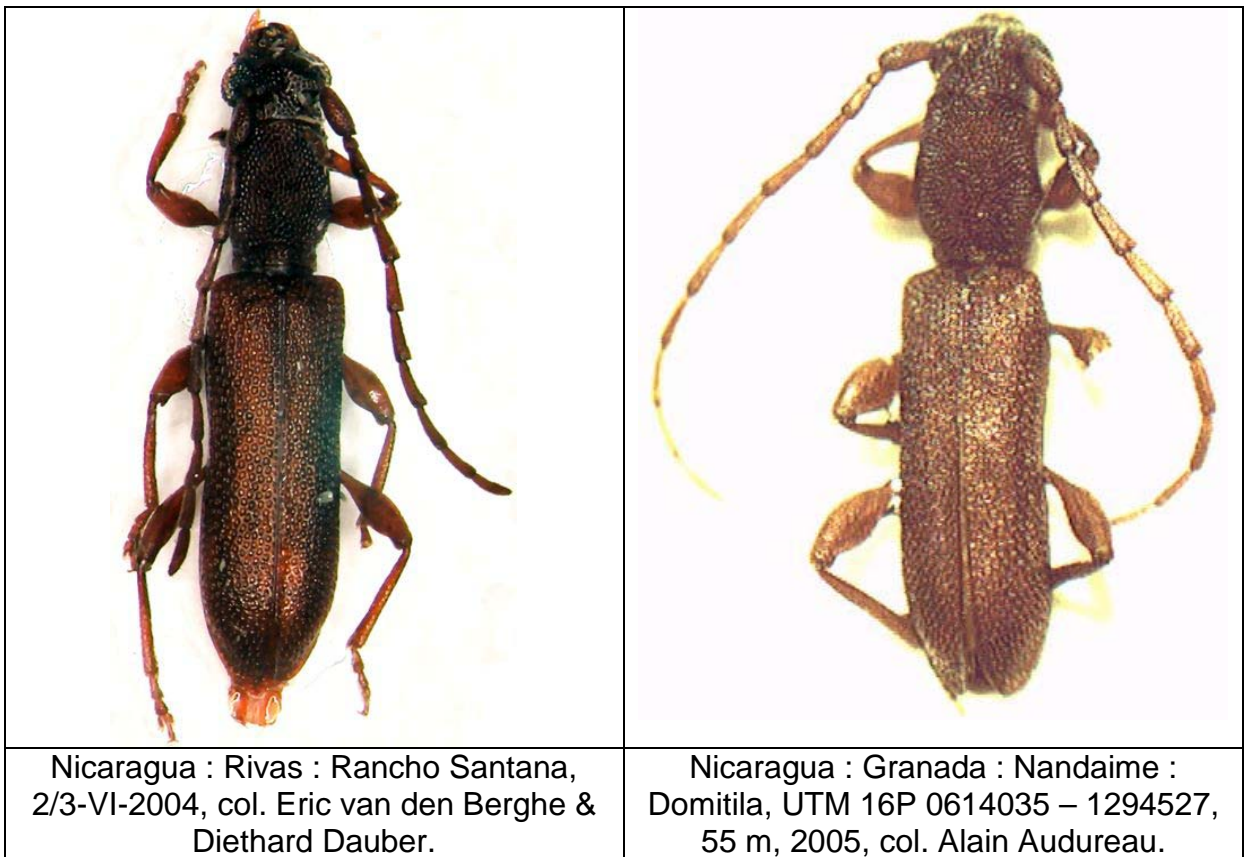 Nicaragua : Rivas : Rancho Santana,
2/3-VI-2004, col. Eric van den Berghe &
Diethard Dauber.
Nicaragua : Granada : Nandaime :
Domitila, UTM 16P 0614035 – 1294527,
55 m, 2005, col. Alain Audureau.